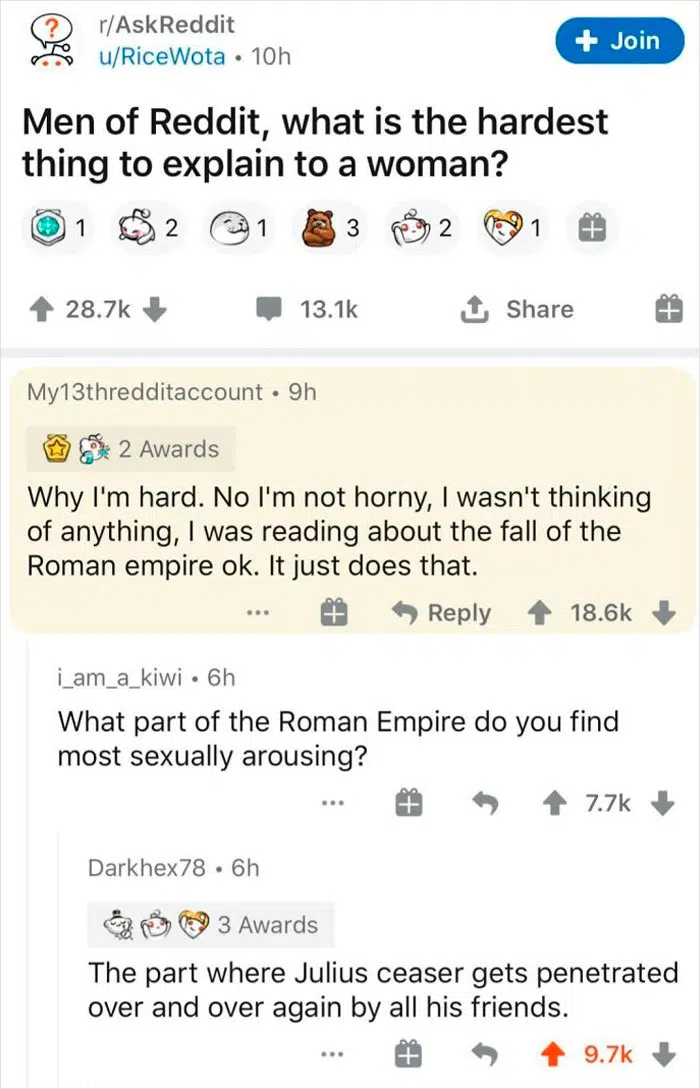 r/AskReddit
u/RiceWota • 10h
+ Join
Men of Reddit, what is the hardest
thing to explain to a woman?
1 2 1 3 2 1
28.7k 13.1k Share
My13thredditaccount • 9h
2 Awards
Why I'm hard. No I'm not horny, I wasn't thinking
of anything, I was reading about the fall of the
Roman empire ok. It just does that.
... Reply 18.6k
i_am_a_kiwi • 6h
What part of the Roman Empire do you find
most sexually arousing?
... 7.7k
Darkhex78 • 6h
3 Awards
The part where Julius ceaser gets penetrated
over and over again by all his friends.
... 9.7k